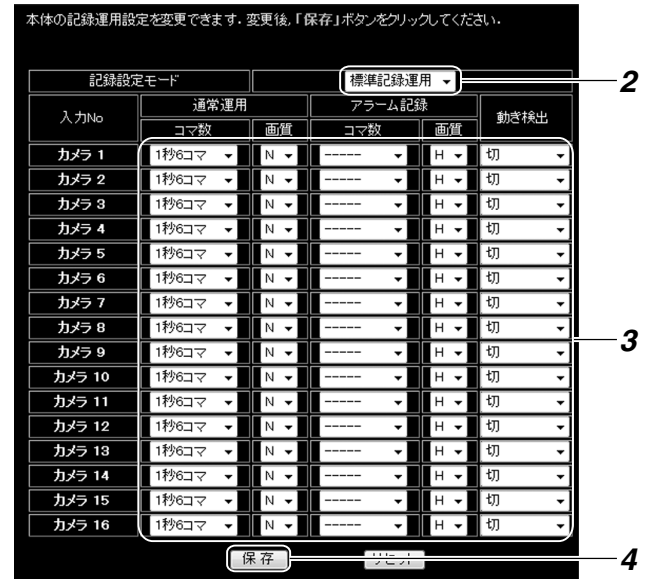 本体の記録運用設定を変更できます．変更後，「保存」ボタンをクリックしてください．
記録設定モード 標準記録運用 2
入力No 通常運用 アラーム記録 動き検出
コマ数 画質 コマ数 画質
カメラ 1 1秒6コマ N ----- H 切
カメラ 2 1秒6コマ N ----- H 切
カメラ 3 1秒6コマ N ----- H 切
カメラ 4 1秒6コマ N ----- H 切
カメラ 5 1秒6コマ N ----- H 切
カメラ 6 1秒6コマ N ----- H 切
カメラ 7 1秒6コマ N ----- H 切
カメラ 8 1秒6コマ N ----- H 切
カメラ 9 1秒6コマ N ----- H 切 3
カメラ 10 1秒6コマ N ----- H 切
カメラ 11 1秒6コマ N ----- H 切
カメラ 12 1秒6コマ N ----- H 切
カメラ 13 1秒6コマ N ----- H 切
カメラ 14 1秒6コマ N ----- H 切
カメラ 15 1秒6コマ N ----- H 切
カメラ 16 1秒6コマ N ----- H 切
保存 リセット 4